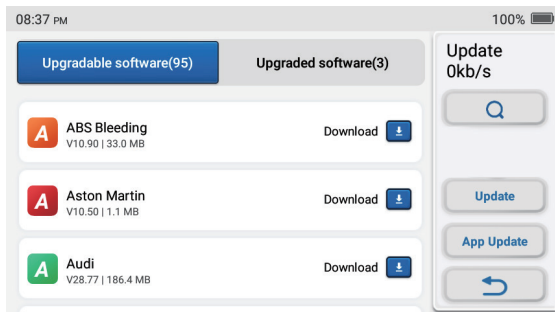 08:37 PM
100%
Upgradable software(95)
Upgraded software(3)
Update
0kb/s
A
ABS Bleeding
V10.90 | 33.0 MB
Download
A
Aston Martin
V10.50 | 1.1 MB
Download
Update
App Update
A
Audi
V28.77 | 186.4 MB
Download